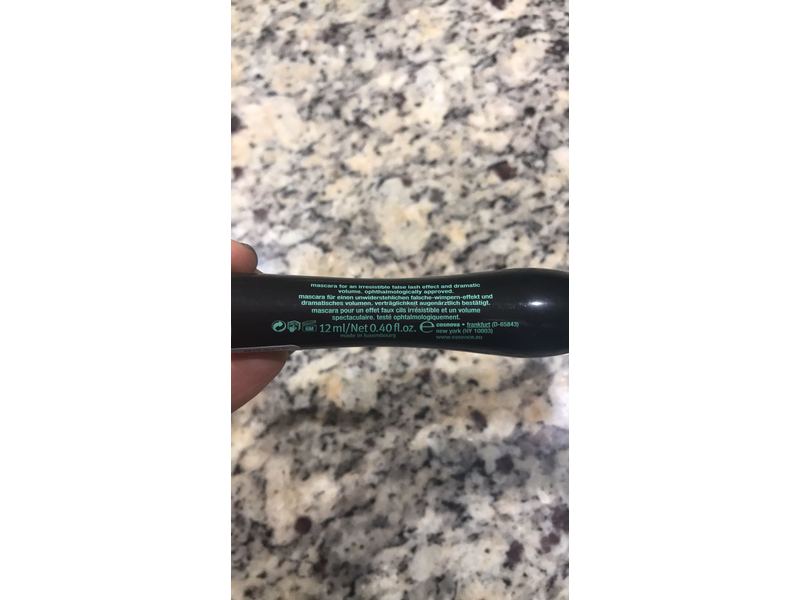 mascara for an irresistible false lash effect and dramatic
volume. ophthalmologically approved.
mascara für einen unwiderstehlichen falsche-wimpern-effekt und
dramatisches volumen. verträglichkeit augenärztlich bestätigt.
mascara pour un effet faux cils irrésistible et un volume
spectaculaire. testé ophtalmologiquement.
6M 12 ml/Net 0.40 fl.oz. e cosnova • frankfurt (D-65843)
new york (NY 10003)
made in luxembourg www.essence.eu